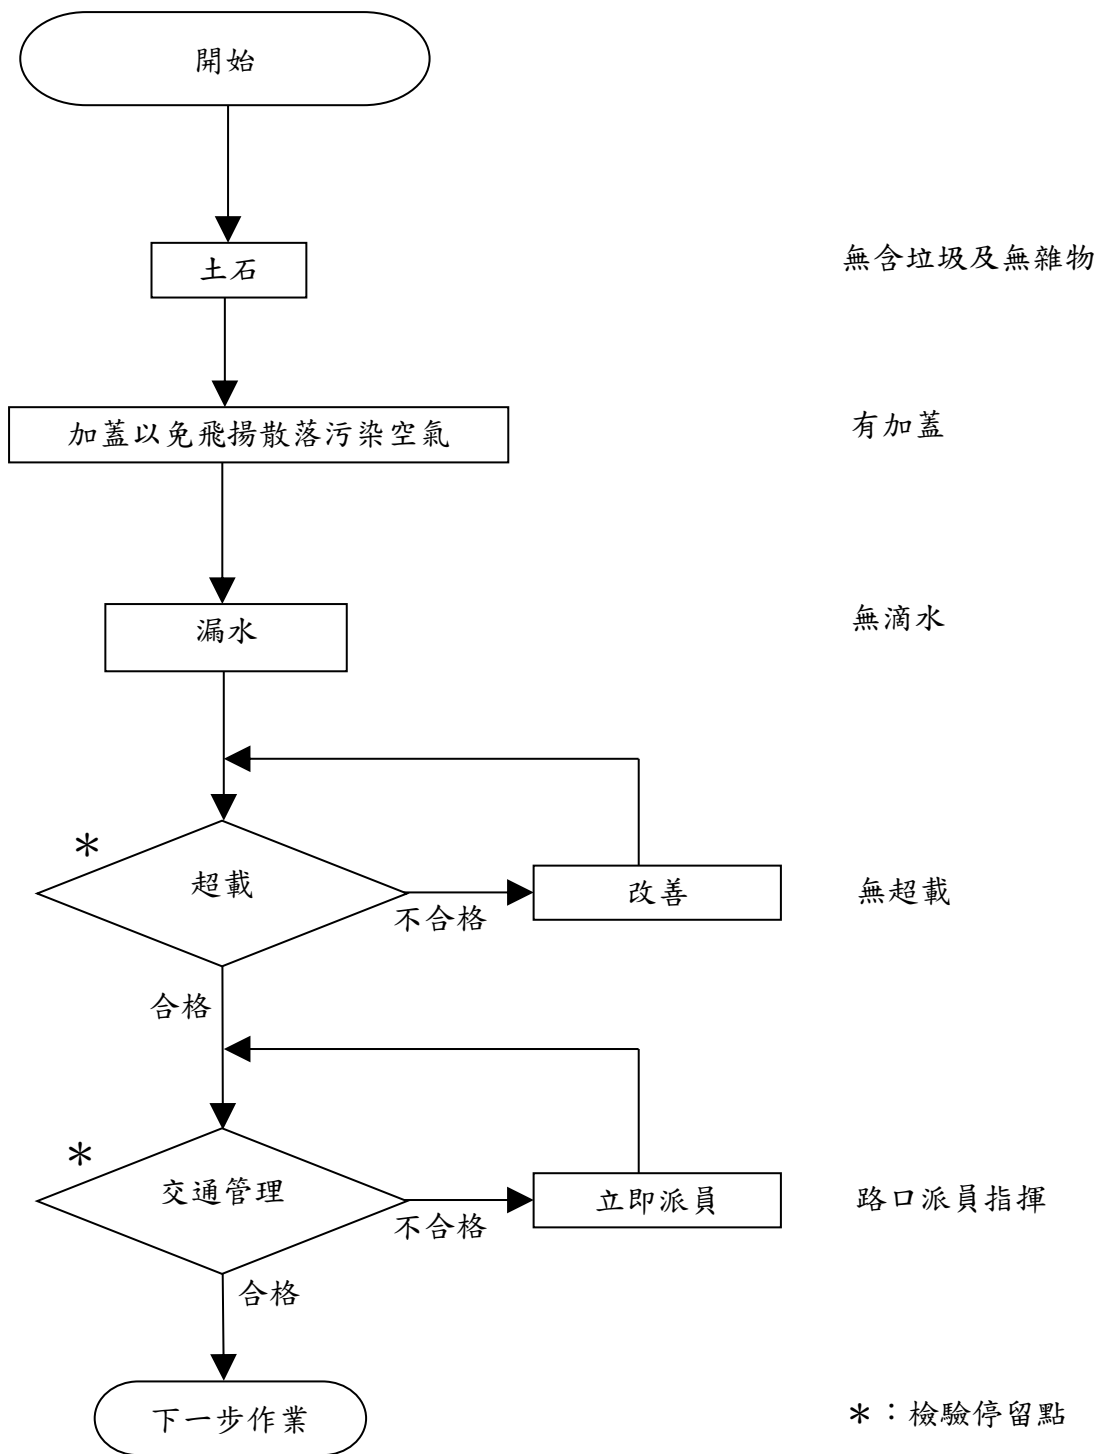 開始
土石
無含垃圾及無雜物
加蓋以免飛揚散落污染空氣
有加蓋
漏水
無滴水
＊
超載
不合格
改善
無超載
合格
＊
交通管理
不合格
立即派員
路口派員指揮
合格
下一步作業
＊：檢驗停留點